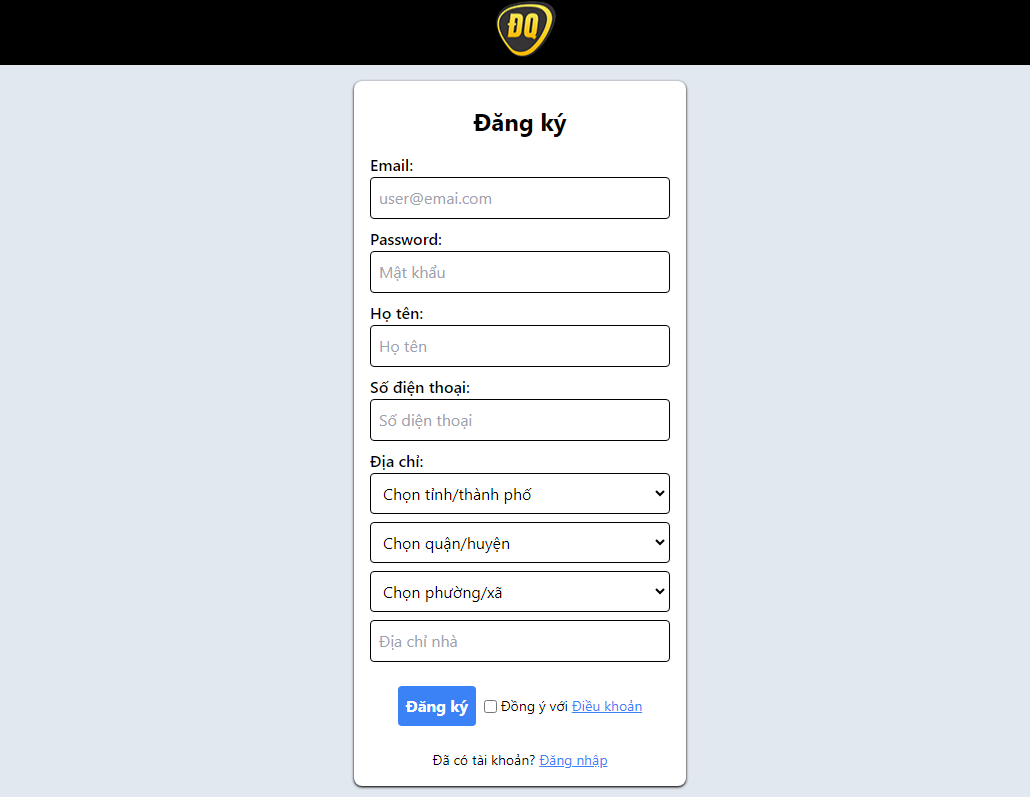 ĐQ
Đăng ký
Email:
user@emai.com
Password:
Mật khẩu
Họ tên:
Họ tên
Số điện thoại:
Số diện thoại
Địa chỉ:
Chọn tỉnh/thành phố
Chọn quận/huyện
Chọn phường/xã
Địa chỉ nhà
Đăng ký Đồng ý với Điều khoản
Đã có tài khoản? Đăng nhập